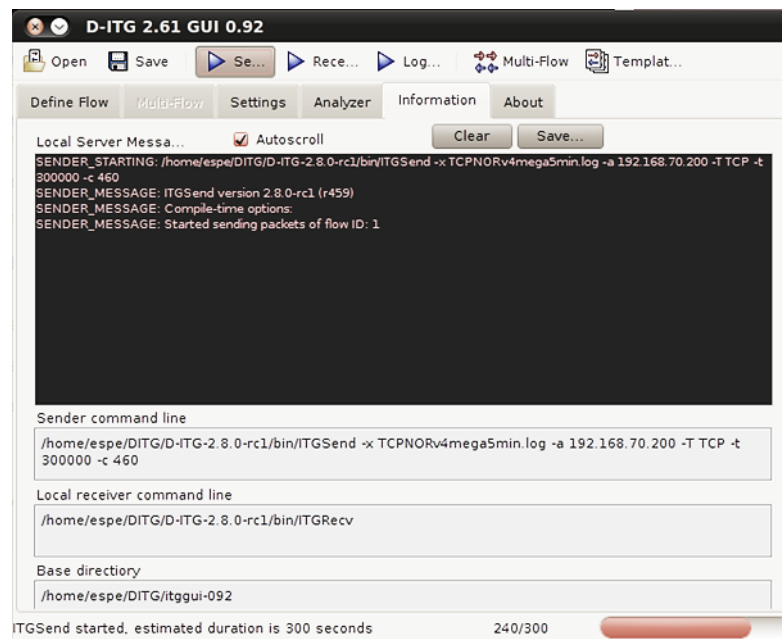 D-ITG 2.61 GUI 0.92
Open Save Se... Rece... Log... Multi-Flow Templat...
Define Flow Multi-Flow Settings Analyzer Information About
Local Server Messa... Autoscroll Clear Save...
SENDER_STARTING: /home/espe/DITG/D-ITG-2.8.0-rc1/bin/ITGSend -x TCPNORv4mega5min.log -a 192.168.70.200 -T TCP -t
300000 -c 460
SENDER_MESSAGE: ITGSend version 2.8.0-rc1 (r459)
SENDER_MESSAGE: Compile-time options:
SENDER_MESSAGE: Started sending packets of flow ID: 1
Sender command line
/home/espe/DITG/D-ITG-2.8.0-rc1/bin/ITGSend -x TCPNORv4mega5min.log -a 192.168.70.200 -T TCP -t
300000 -c 460
Local receiver command line
/home/espe/DITG/D-ITG-2.8.0-rc1/bin/ITGRecv
Base directioy
/home/espe/DITG/itggui-092
ITGSend started, estimated duration is 300 seconds 240/300